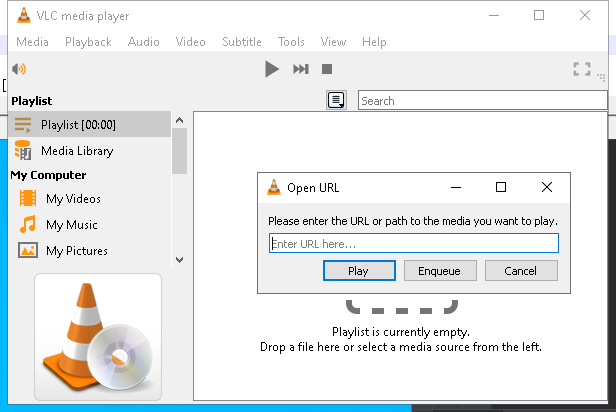 VLC media player
Media Playback Audio Video Subtitle Tools View Help
Playlist
Search
Playlist [00:00]
Media Library
My Computer
My Videos
My Music
My Pictures
Open URL
Please enter the URL or path to the media you want to play.
Enter URL here...
Play Enqueue Cancel
Playlist is currently empty.
Drop a file here or select a media source from the left.